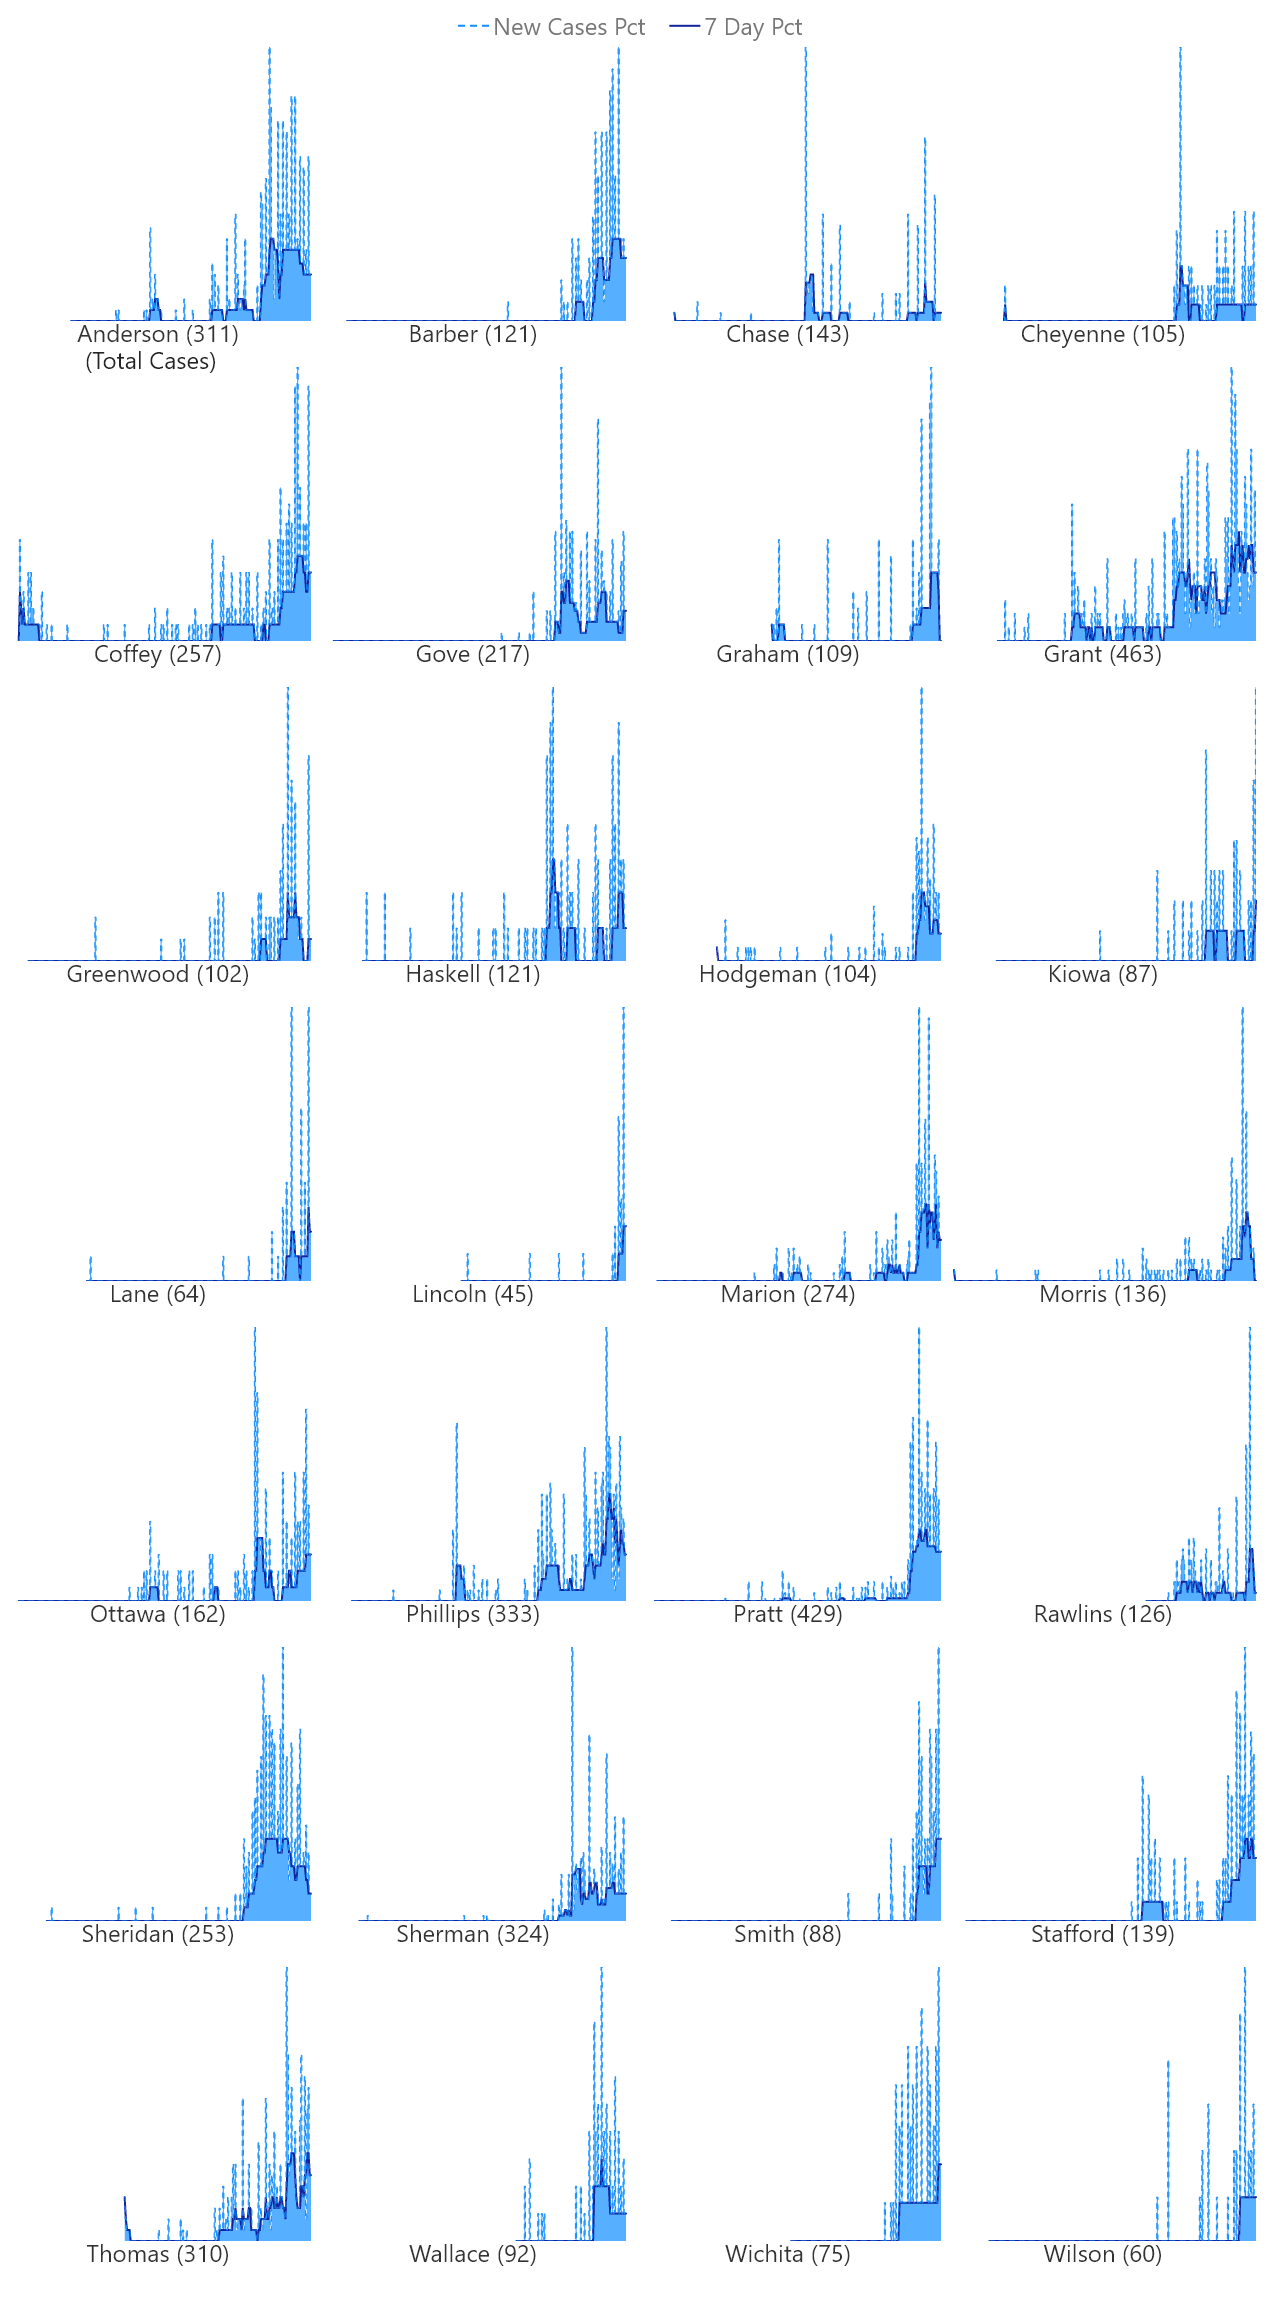 New Cases Pct 7 Day Pct
Anderson (311) Barber (121) Chase (143) Cheyenne (105)
(Total Cases)
Coffey (257) Gove (217) Graham (109) Grant (463)
Greenwood (102) Haskell (121) Hodgeman (104) Kiowa (87)
Lane (64) Lincoln (45) Marion (274) Morris (136)
Ottawa (162) Phillips (333) Pratt (429) Rawlins (126)
Sheridan (253) Sherman (324) Smith (88) Stafford (139)
Thomas (310) Wallace (92) Wichita (75) Wilson (60)